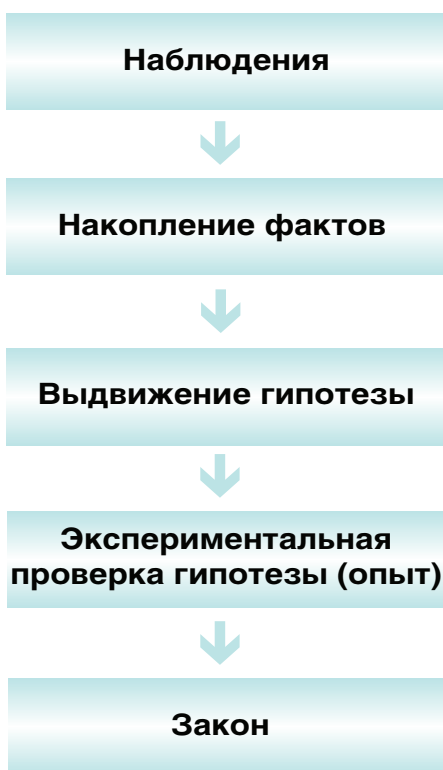 Наблюдения
Накопление фактов
Выдвижение гипотезы
Экспериментальная
проверка гипотезы (опыт)
Закон